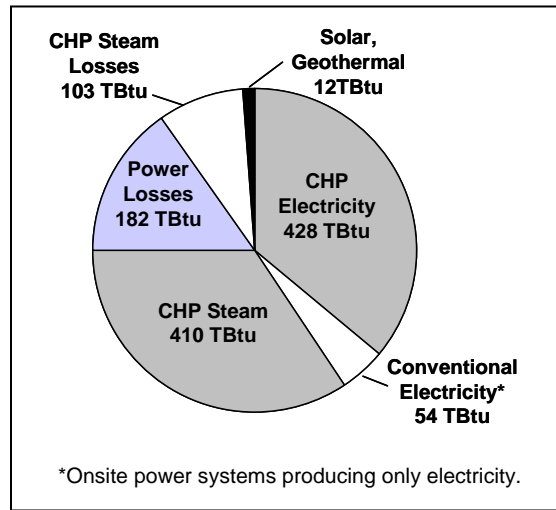 CHP Steam
Losses
103 TBtu
Solar,
Geothermal
12TBtu
Power
Losses
182 TBtu
CHP
Electricity
428 TBtu
CHP Steam
410 TBtu
Conventional
Electricity*
54 TBtu
*Onsite power systems producing only electricity.